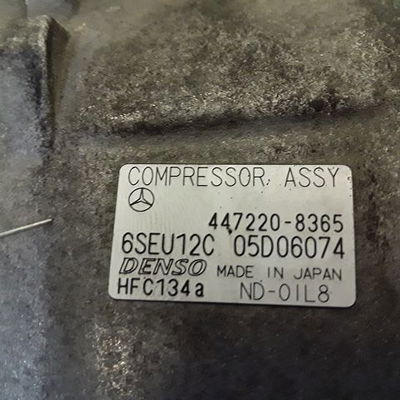 COMPRESSOR ASSY
447220-8365
6SEU12C 05D06074
DENSO MADE IN JAPAN
HFC134a ND-OIL8